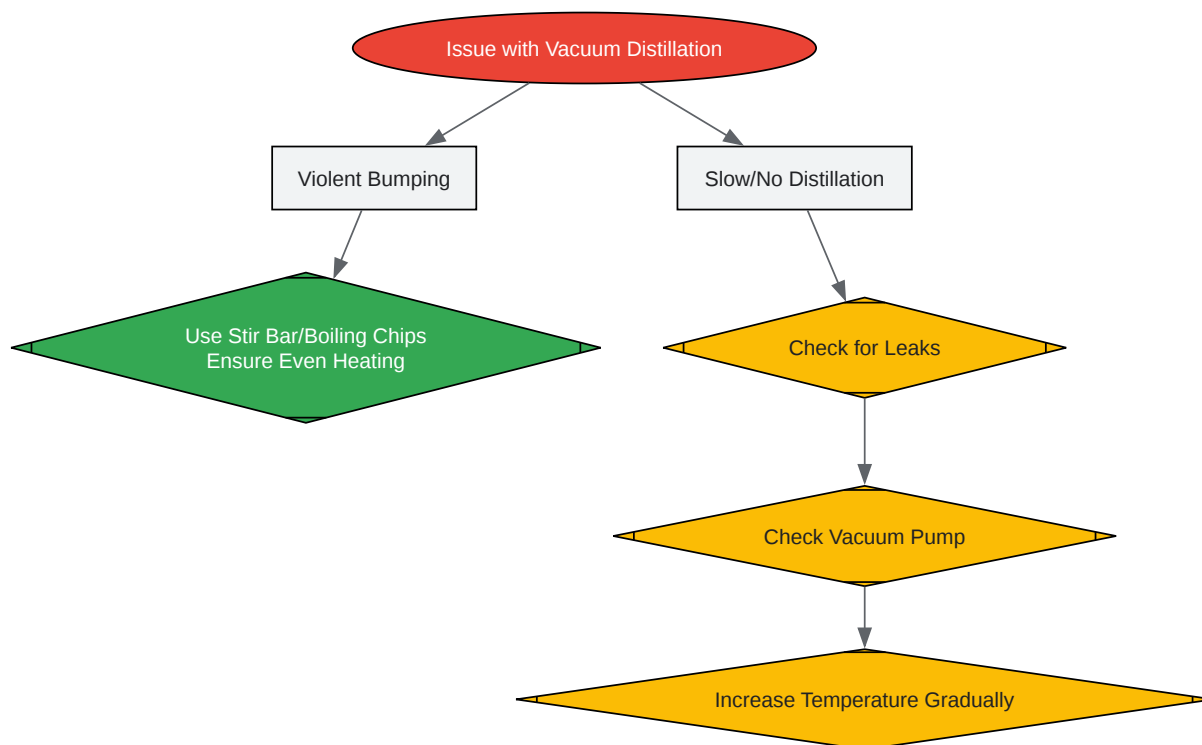 Issue with Vacuum Distillation
Violent Bumping
Slow/No Distillation
Use Stir Bar/Boiling Chips
Ensure Even Heating
Check for Leaks
Check Vacuum Pump
Increase Temperature Gradually